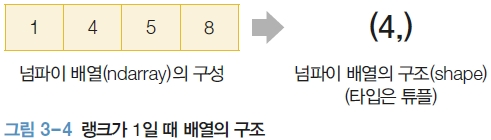 1 4 5 8
(4,)
넘파이 배열(ndarray)의 구성
넘파이 배열의 구조(shape)
(타입은 튜플)
그림 3-4 랭크가 1일 때 배열의 구조